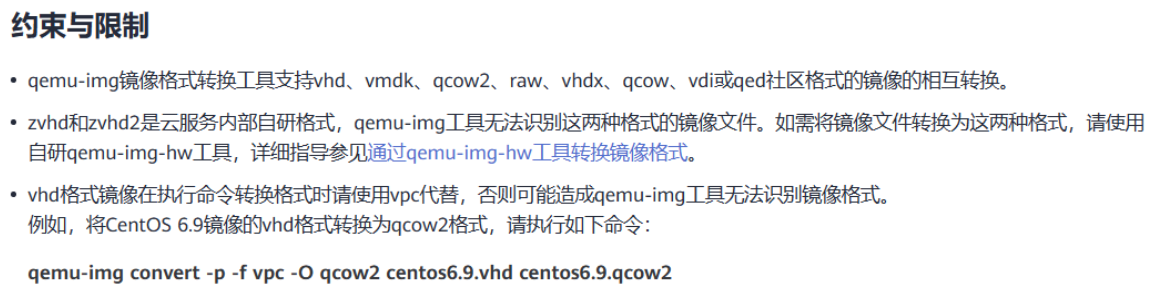 约束与限制
• qemu-img镜像格式转换工具支持vhd、vmdk、qcow2、raw、vhdx、qcow、vdi或qed社区格式的镜像的相互转换。
• zvhd和zvhd2是云服务内部自研格式，qemu-img工具无法识别这两种格式的镜像文件。如需将镜像文件转换为这两种格式，请使用
自研qemu-img-hw工具，详细指导参见通过qemu-img-hw工具转换镜像格式。
• vhd格式镜像在执行命令转换格式时请使用vpc代替，否则可能造成qemu-img工具无法识别镜像格式。
例如，将CentOS 6.9镜像的vhd格式转换为qcow2格式，请执行如下命令：
qemu-img convert -p -f vpc -O qcow2 centos6.9.vhd centos6.9.qcow2